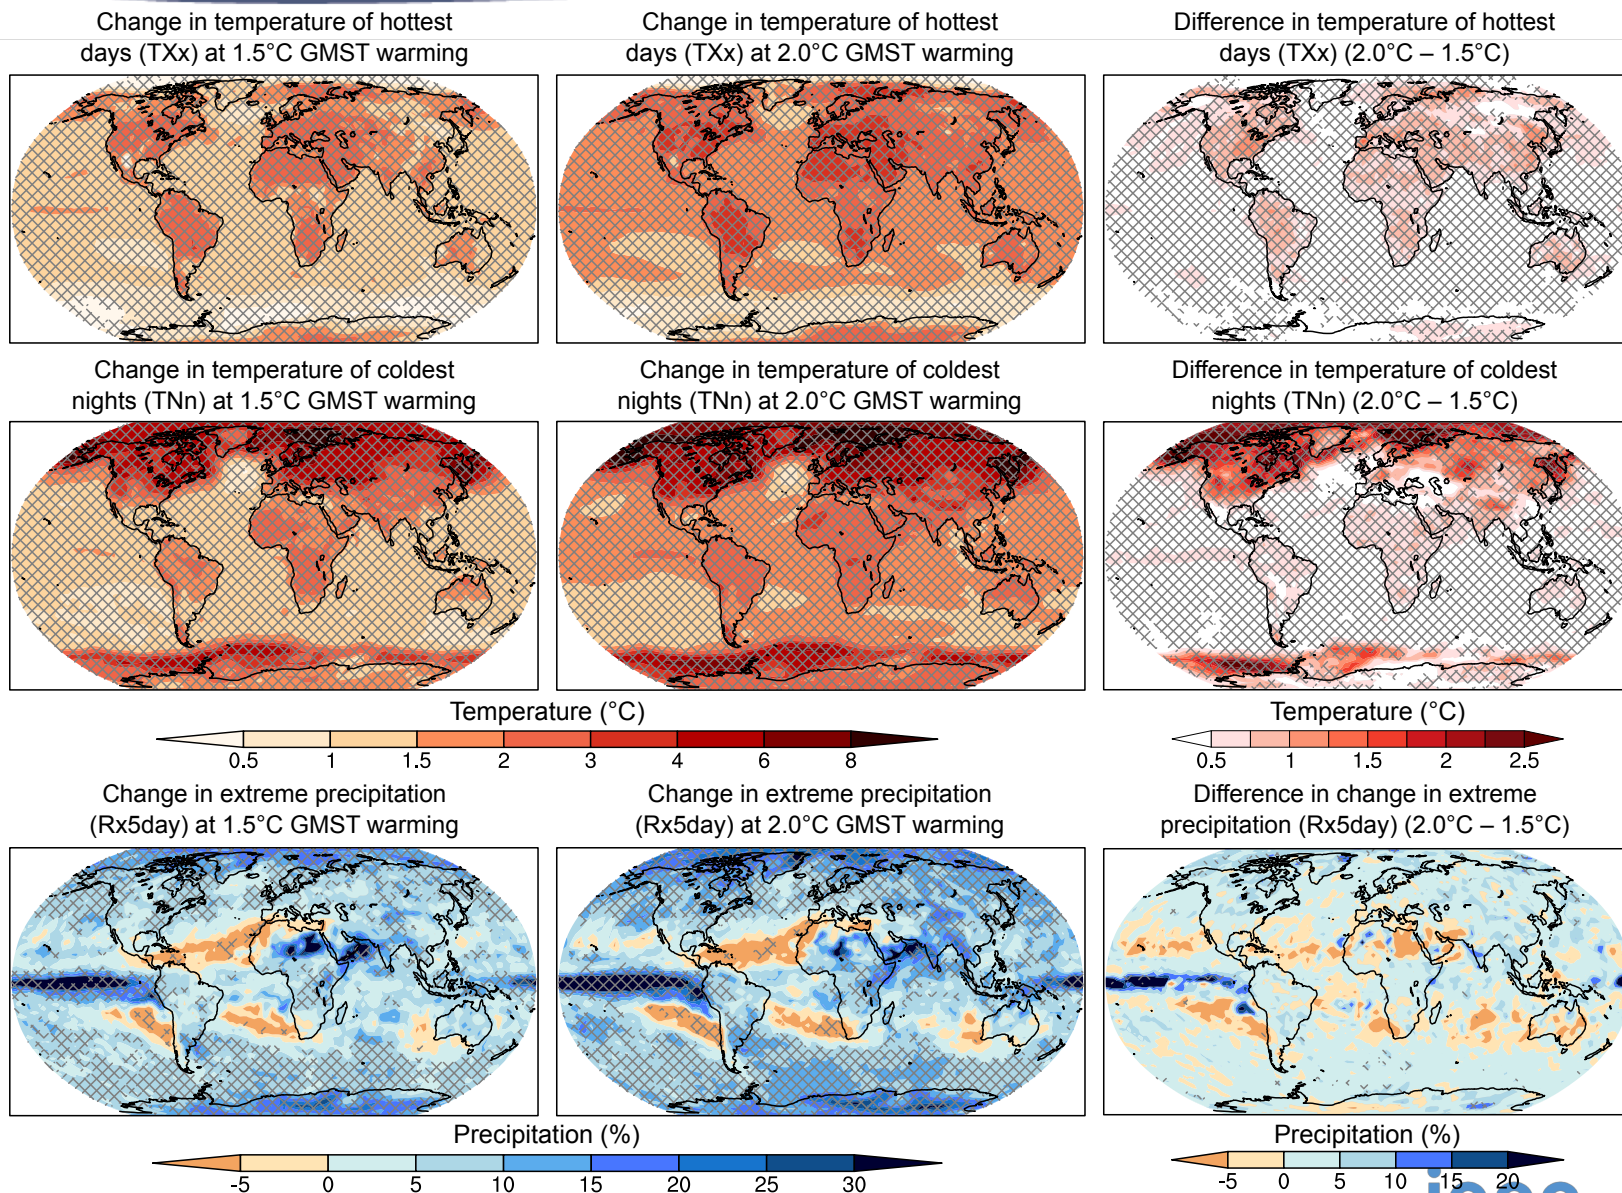 Change in temperature of hottest
days (TXx) at 1.5°C GMST warming
Change in temperature of hottest
days (TXx) at 2.0°C GMST warming
Difference in temperature of hottest
days (TXx) (2.0°C – 1.5°C)
Change in temperature of coldest
nights (TNn) at 1.5°C GMST warming
Change in temperature of coldest
nights (TNn) at 2.0°C GMST warming
Difference in temperature of coldest
nights (TNn) (2.0°C – 1.5°C)
Temperature (°C)
0.5 1 1.5 2 3 4 6 8
Temperature (°C)
0.5 1 1.5 2 2.5
Change in extreme precipitation
(Rx5day) at 1.5°C GMST warming
Change in extreme precipitation
(Rx5day) at 2.0°C GMST warming
Difference in change in extreme
precipitation (Rx5day) (2.0°C – 1.5°C)
Precipitation (%)
-5 0 5 10 15 20 25 30
Precipitation (%)
-5 0 5 10 15 20